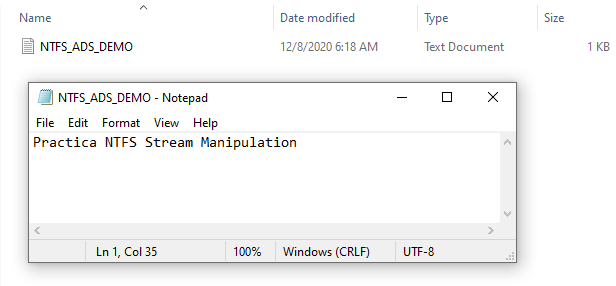 Name Date modified Type Size
NTFS_ADS_DEMO 12/8/2020 6:18 AM Text Document 1 KB
NTFS_ADS_DEMO - Notepad
File Edit Format View Help
Practica NTFS Stream Manipulation
Ln 1, Col 35 100% Windows (CRLF) UTF-8